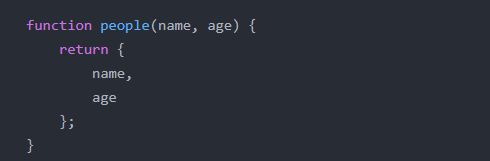 function people(name, age) {
    return {
        name,
        age
    };
}